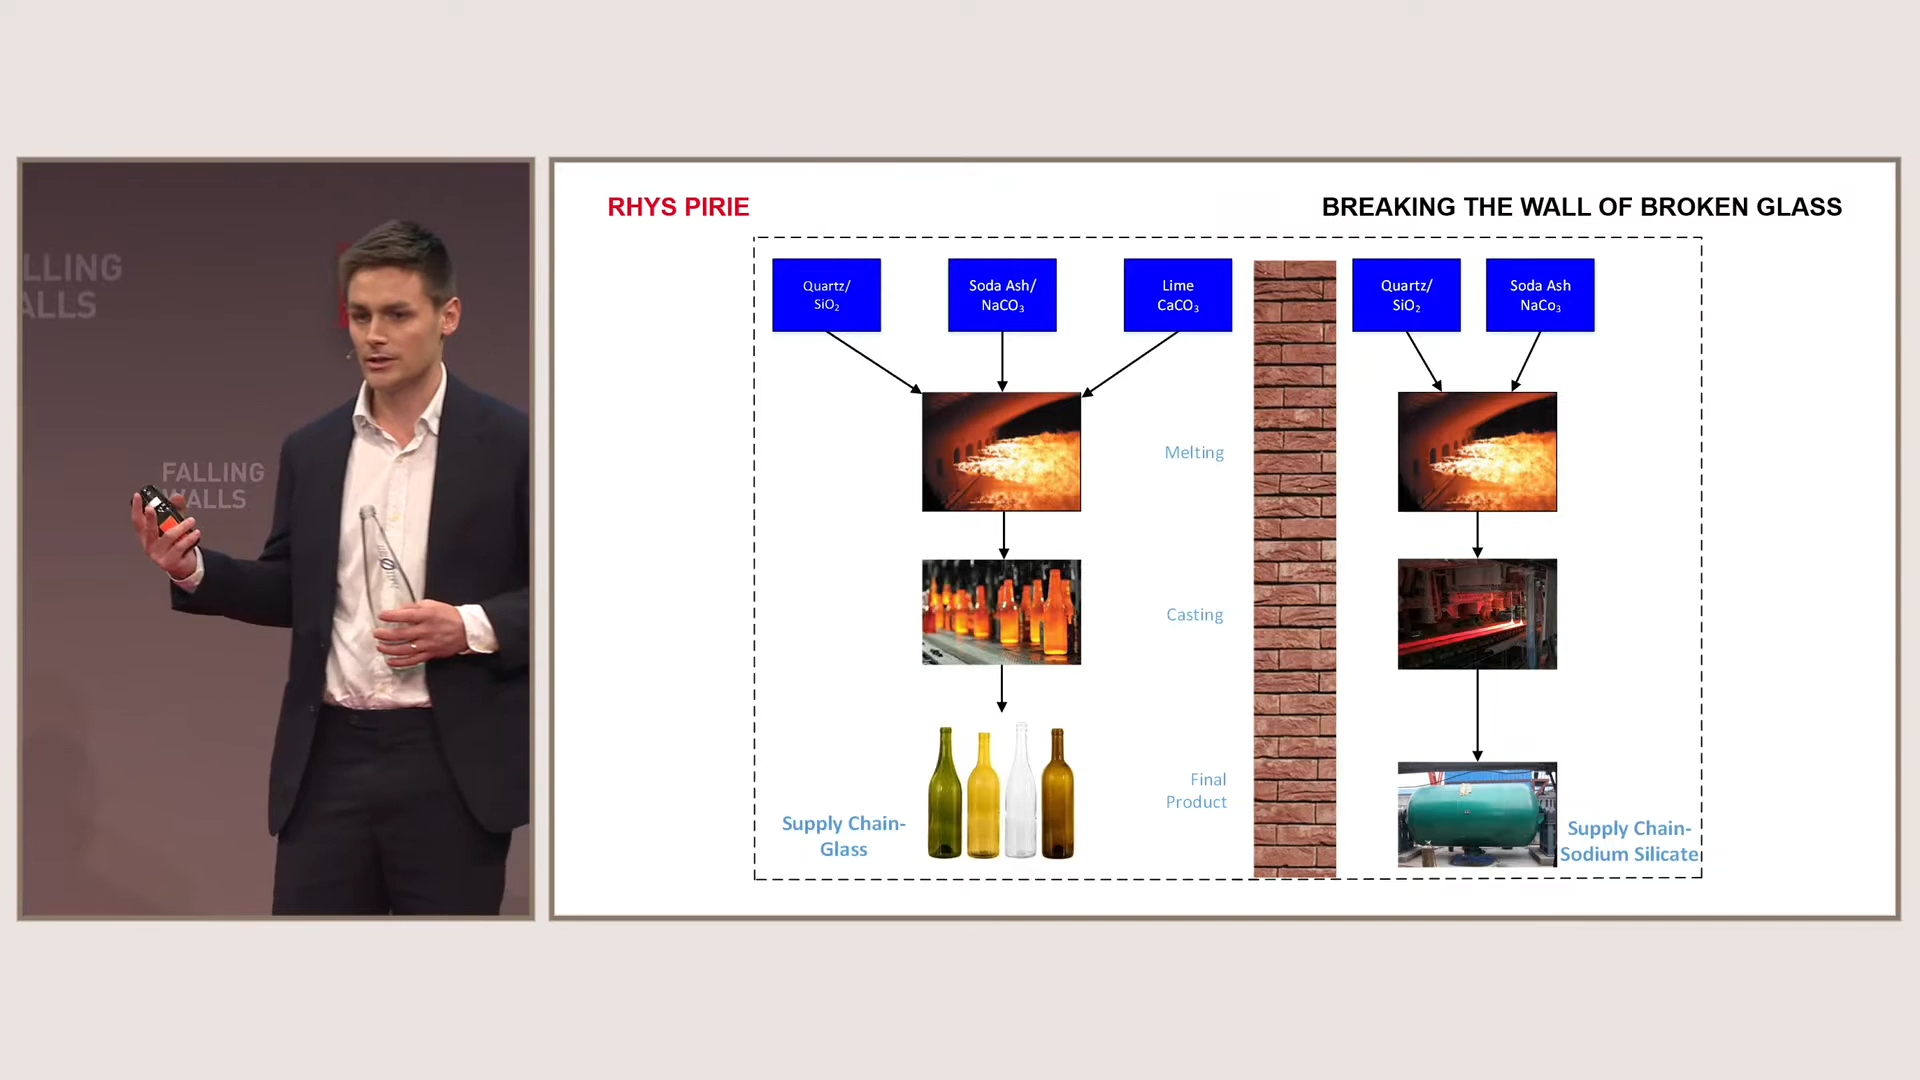 LLING
ALLS
FALLING
WALLS
RHYS PIRIE
BREAKING THE WALL OF BROKEN GLASS
Quartz/
SiO₂
Soda Ash/
NaCO₃
Lime
CaCO₃
Quartz/
SiO₂
Soda Ash
NaCo₃
Melting
Casting
Final
Product
Supply Chain-
Glass
Supply Chain-
Sodium Silicate